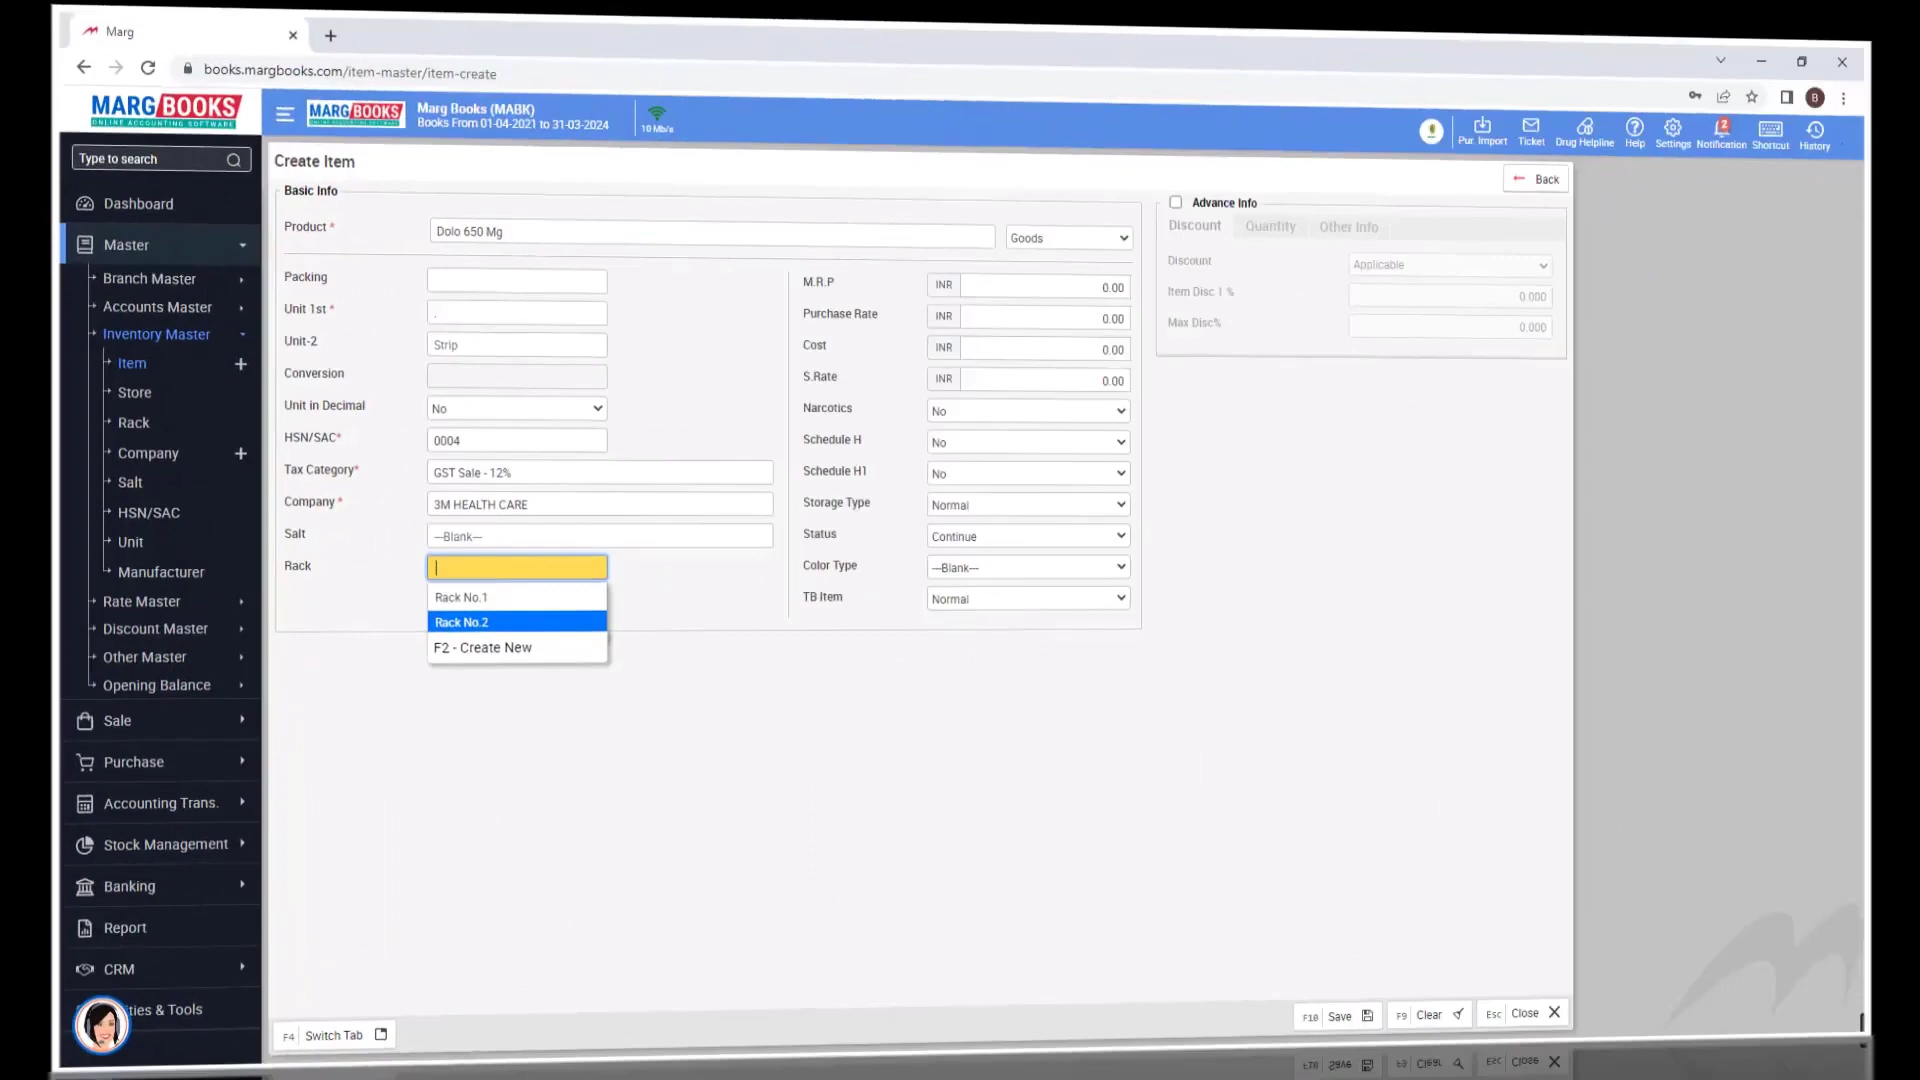 Marg
books.margbooks.com/item-master/item-create
MARG BOOKS
ONLINE ACCOUNTING SOFTWARE
MARG BOOKS
ONLINE ACCOUNTING SOFTWARE
Marg Books (MABK)
Books From 01-04-2021 to 31-03-2024
10 Mb/s
Pur. Import
Ticket
Drug Helpline
Help
Settings
2
Notification
Shortcut
History
B
Type to search
Dashboard
Master
Branch Master
Accounts Master
Inventory Master
Item
Store
Rack
Company
Salt
HSN/SAC
Unit
Manufacturer
Rate Master
Discount Master
Other Master
Opening Balance
Sale
Purchase
Accounting Trans.
Stock Management
Banking
Report
CRM
ities & Tools
Create Item
Back
Basic Info
Product * Dolo 650 Mg Goods
Packing
Unit 1st * .
Unit-2 Strip
Conversion
Unit in Decimal No
HSN/SAC* 0004
Tax Category* GST Sale - 12%
Company * 3M HEALTH CARE
Salt ---Blank---
Rack
Rack No.1
Rack No.2
F2 - Create New
M.R.P INR 0.00
Purchase Rate INR 0.00
Cost INR 0.00
S.Rate INR 0.00
Narcotics No
Schedule H No
Schedule H1 No
Storage Type Normal
Status Continue
Color Type ---Blank---
TB Item Normal
Advance Info
Discount Quantity Other Info
Discount Applicable
Item Disc 1 % 0.000
Max Disc% 0.000
F4 Switch Tab
F10 Save
F9 Clear
Esc Close